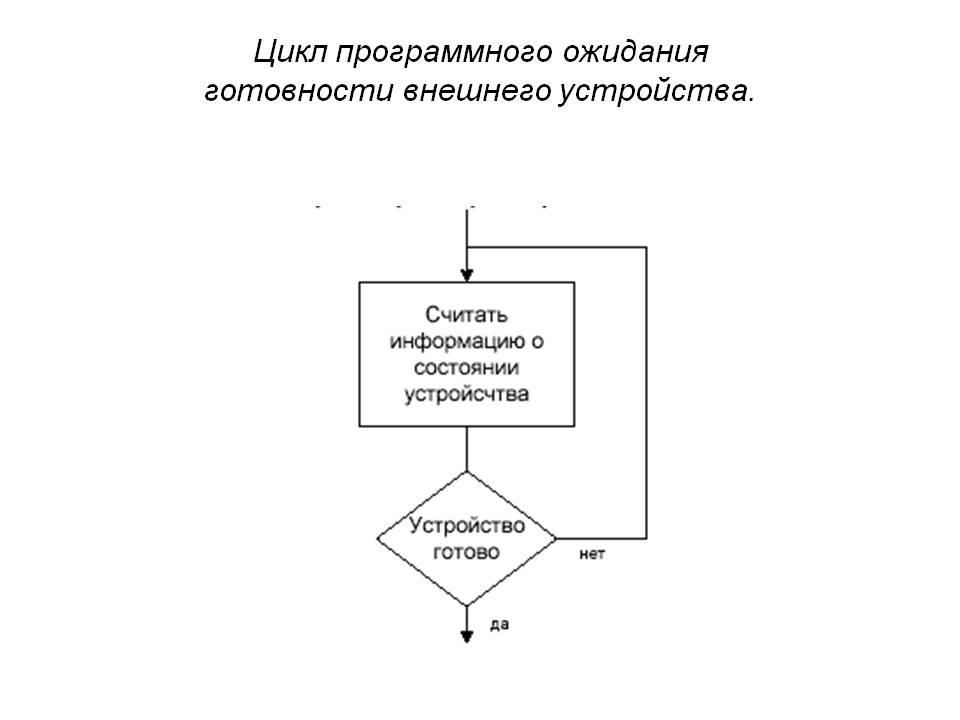 Цикл программного ожидания
готовности внешнего устройства.
Считать
информацию о
состоянии
устройсчтва
Устройство
готово
нет
да